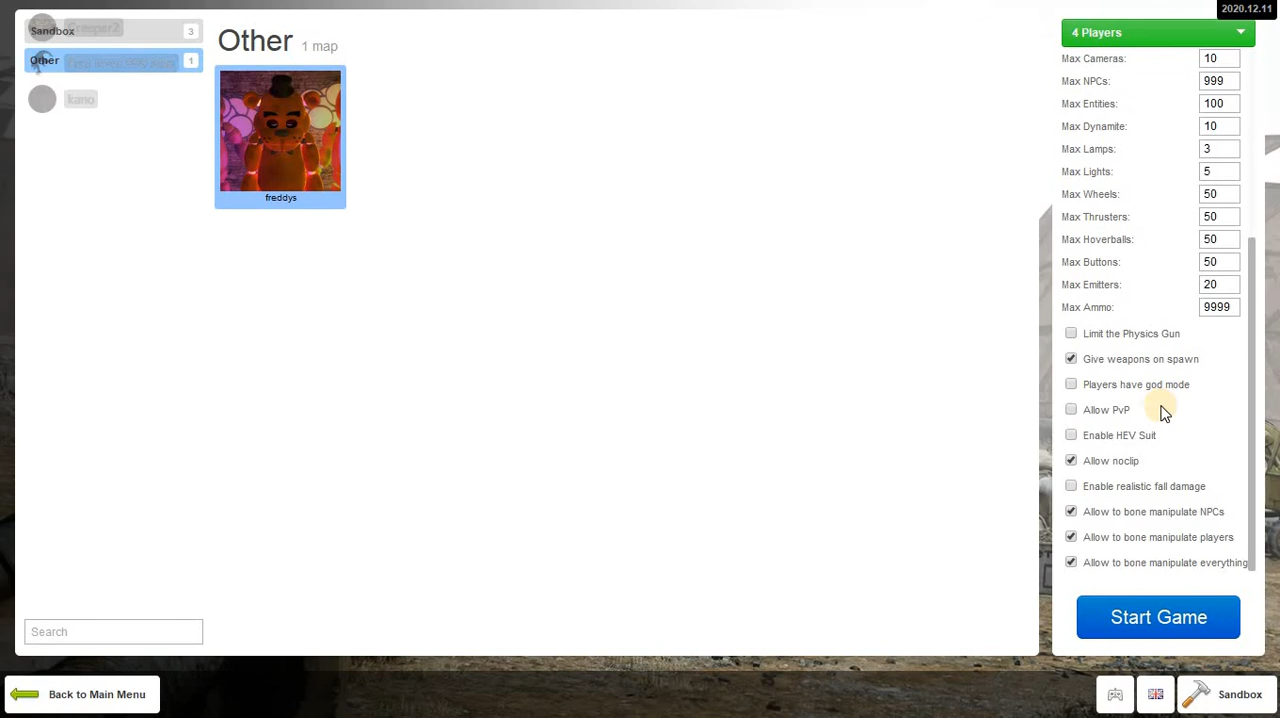 2020.12.11
Sandbox 3
Other 1
kano
Search
Other 1 map
freddys
4 Players
Max Cameras: 10
Max NPCs: 999
Max Entities: 100
Max Dynamite: 10
Max Lamps: 3
Max Lights: 5
Max Wheels: 50
Max Thrusters: 50
Max Hoverballs: 50
Max Buttons: 50
Max Emitters: 20
Max Ammo: 9999
Limit the Physics Gun
Give weapons on spawn
Players have god mode
Allow PvP
Enable HEV Suit
Allow noclip
Enable realistic fall damage
Allow to bone manipulate NPCs
Allow to bone manipulate players
Allow to bone manipulate everything
Start Game
Back to Main Menu
Sandbox